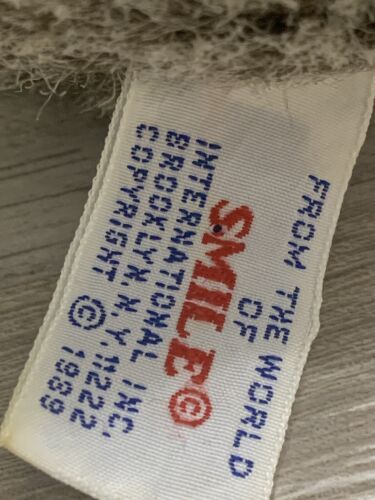 FROM THE WORLD
OF
SMILE©
INTERNATIONAL INC.
BROOKLYN. N.Y. 11222
COPYRIGHT © 1989